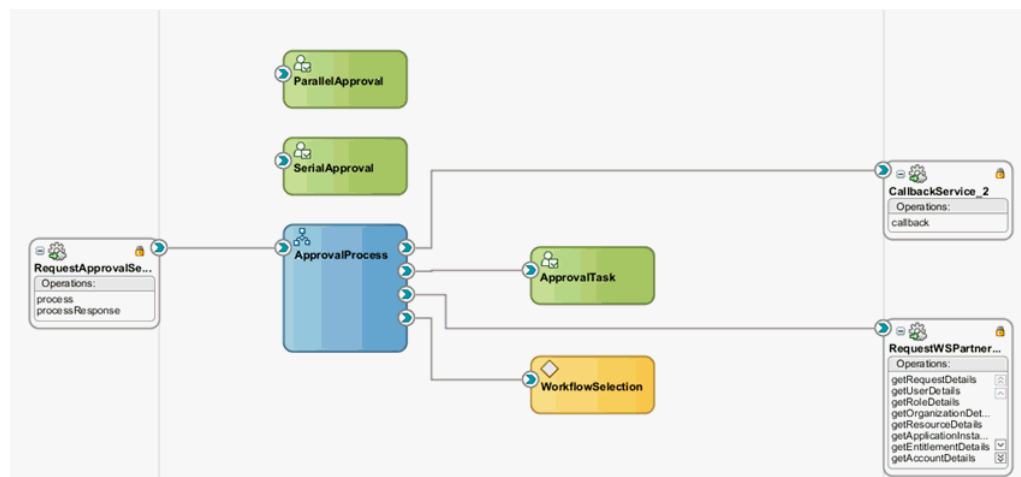 ParallelApproval
SerialApproval
RequestApprovalSe...
Operations:
process
processResponse
ApprovalProcess
ApprovalTask
WorkflowSelection
CallbackService_2
Operations:
callback
RequestWSPartner...
Operations:
getRequestDetails
getUserDetails
getRoleDetails
getOrganizationDet...
getResourceDetails
getApplicationInsta...
getEntitlementDetails
getAccountDetails